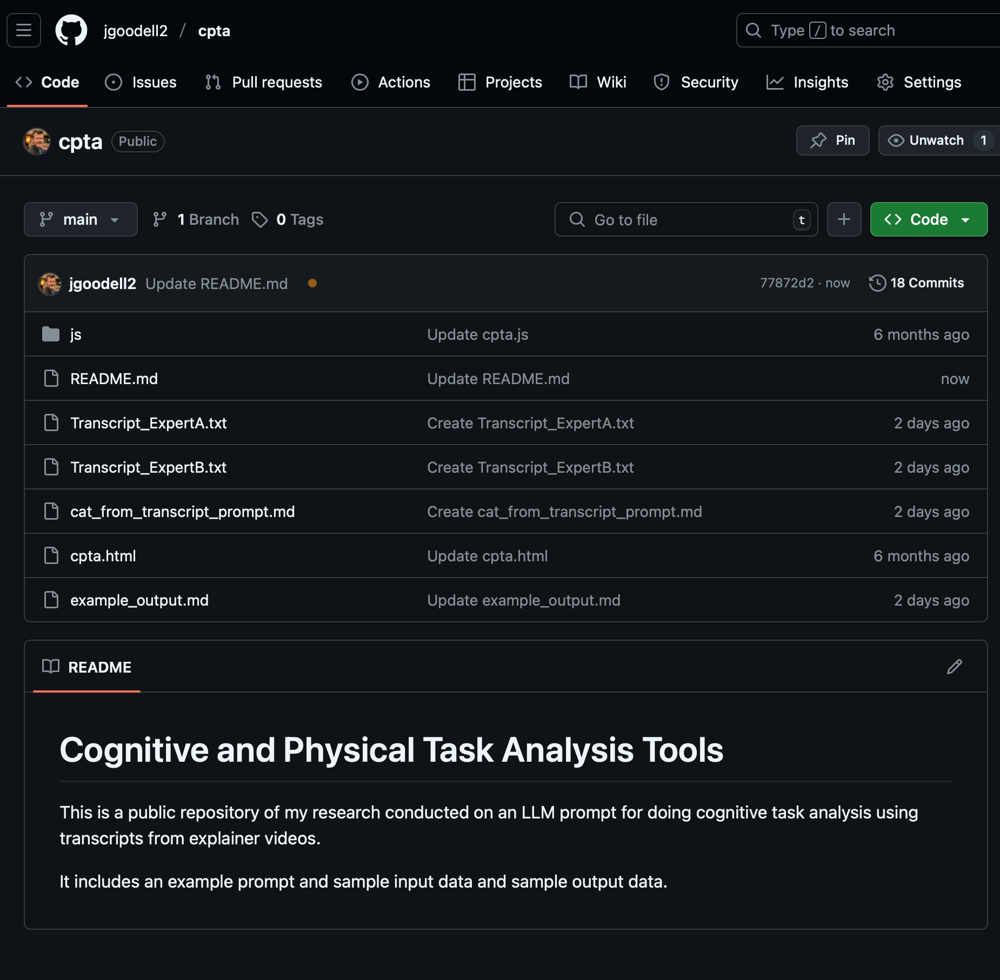 jgoodell2 / cpta
Type / to search
Code Issues Pull requests Actions Projects Wiki Security Insights Settings
cpta Public
Pin Unwatch 1
main 1 Branch 0 Tags
Go to file t + Code
jgoodell2 Update README.md 77872d2 · now 18 Commits
js Update cpta.js 6 months ago
README.md Update README.md now
Transcript_ExpertA.txt Create Transcript_ExpertA.txt 2 days ago
Transcript_ExpertB.txt Create Transcript_ExpertB.txt 2 days ago
cat_from_transcript_prompt.md Create cat_from_transcript_prompt.md 2 days ago
cpta.html Update cpta.html 6 months ago
example_output.md Update example_output.md 2 days ago
README
Cognitive and Physical Task Analysis Tools
This is a public repository of my research conducted on an LLM prompt for doing cognitive task analysis using
transcripts from explainer videos.
It includes an example prompt and sample input data and sample output data.